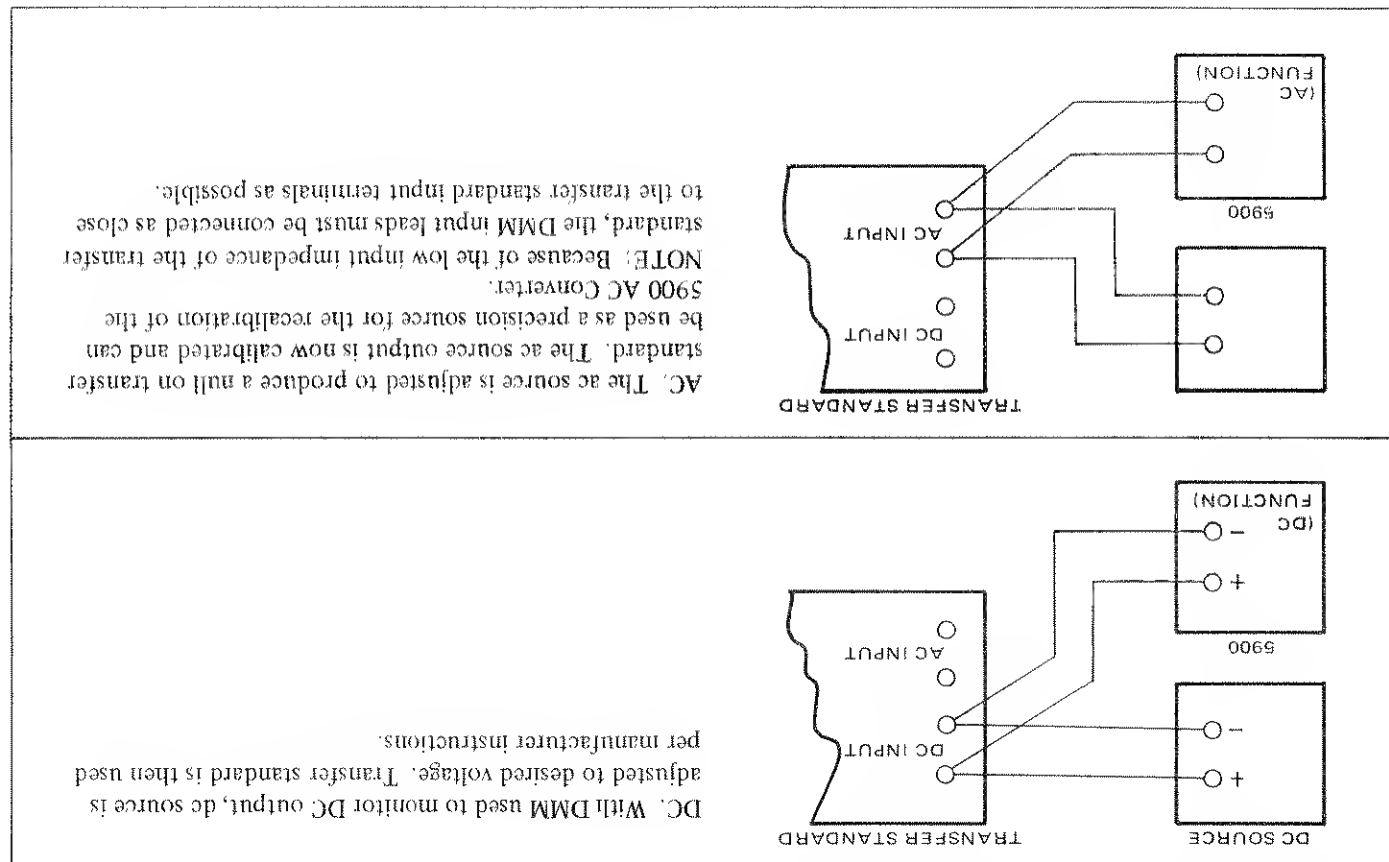 DC SOURCE
+
-
5900
+
-
(DC
FUNCTION)
TRANSFER STANDARD
DC INPUT
AC INPUT
DC. With DMM used to monitor DC output, dc source is
adjusted to desired voltage. Transfer standard is then used
per manufacturer instructions.
5900
(AC
FUNCTION)
TRANSFER STANDARD
DC INPUT
AC INPUT
AC. The ac source is adjusted to produce a null on transfer
standard. The ac source output is now calibrated and can
be used as a precision source for the recalibration of the
5900 AC Converter.
NOTE: Because of the low input impedance of the transfer
standard, the DMM input leads must be connected as close
to the transfer standard input terminals as possible.